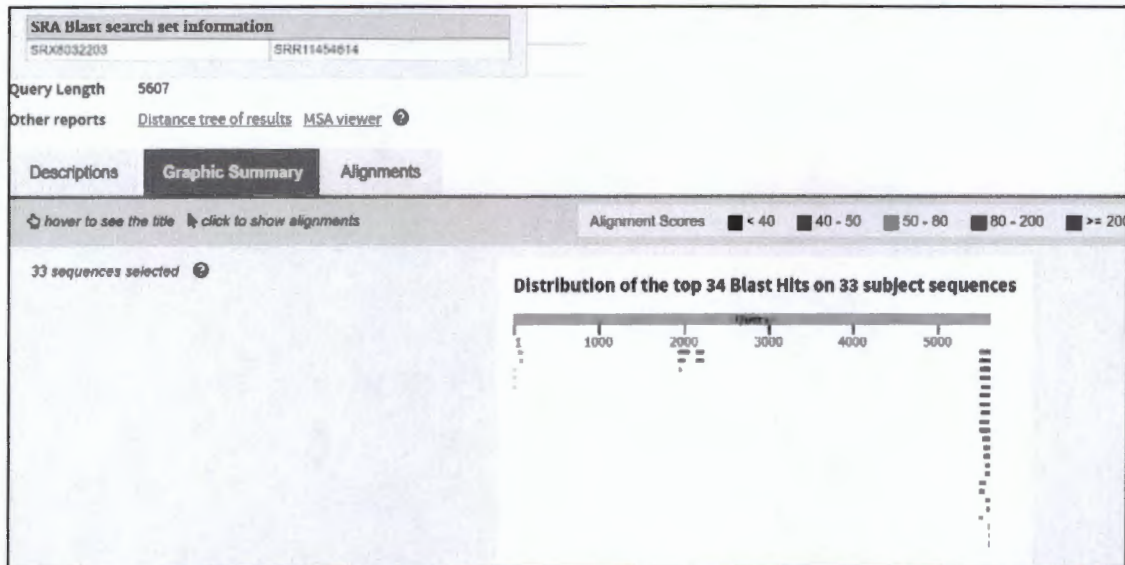 SRA Blast search set information
SRX8032203 SRR11454614
Query Length 5607
Other reports Distance tree of results MSA viewer ?
Descriptions Graphic Summary Alignments
hover to see the title click to show alignments Alignment Scores < 40 40 - 50 50 - 80 80 - 200 >= 200
33 sequences selected ?
Distribution of the top 34 Blast Hits on 33 subject sequences
Query
1 1000 2000 3000 4000 5000